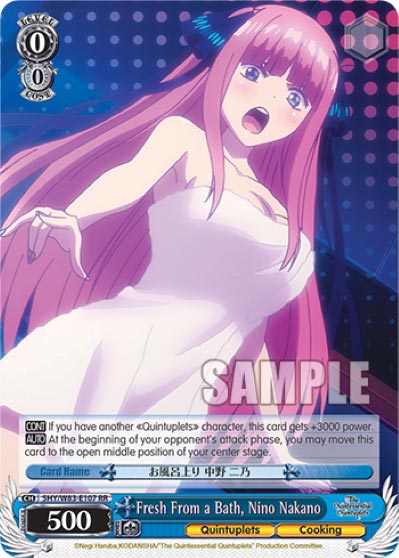 LEVEL
0
0
COST
SAMPLE
CONT If you have another «Quintuplets» character, this card gets +3000 power.
AUTO At the beginning of your opponent's attack phase, you may move this
card to the open middle position of your center stage.
Card Name お風呂上り 中野 二乃
CH 5HY/W83-E107 RR
500
Fresh From a Bath, Nino Nakano
The Quintessential Quintuplets
Quintuplets Cooking
©Negi Haruba,KODANSHA/"The Quintessential Quintuplets" Production Committee.